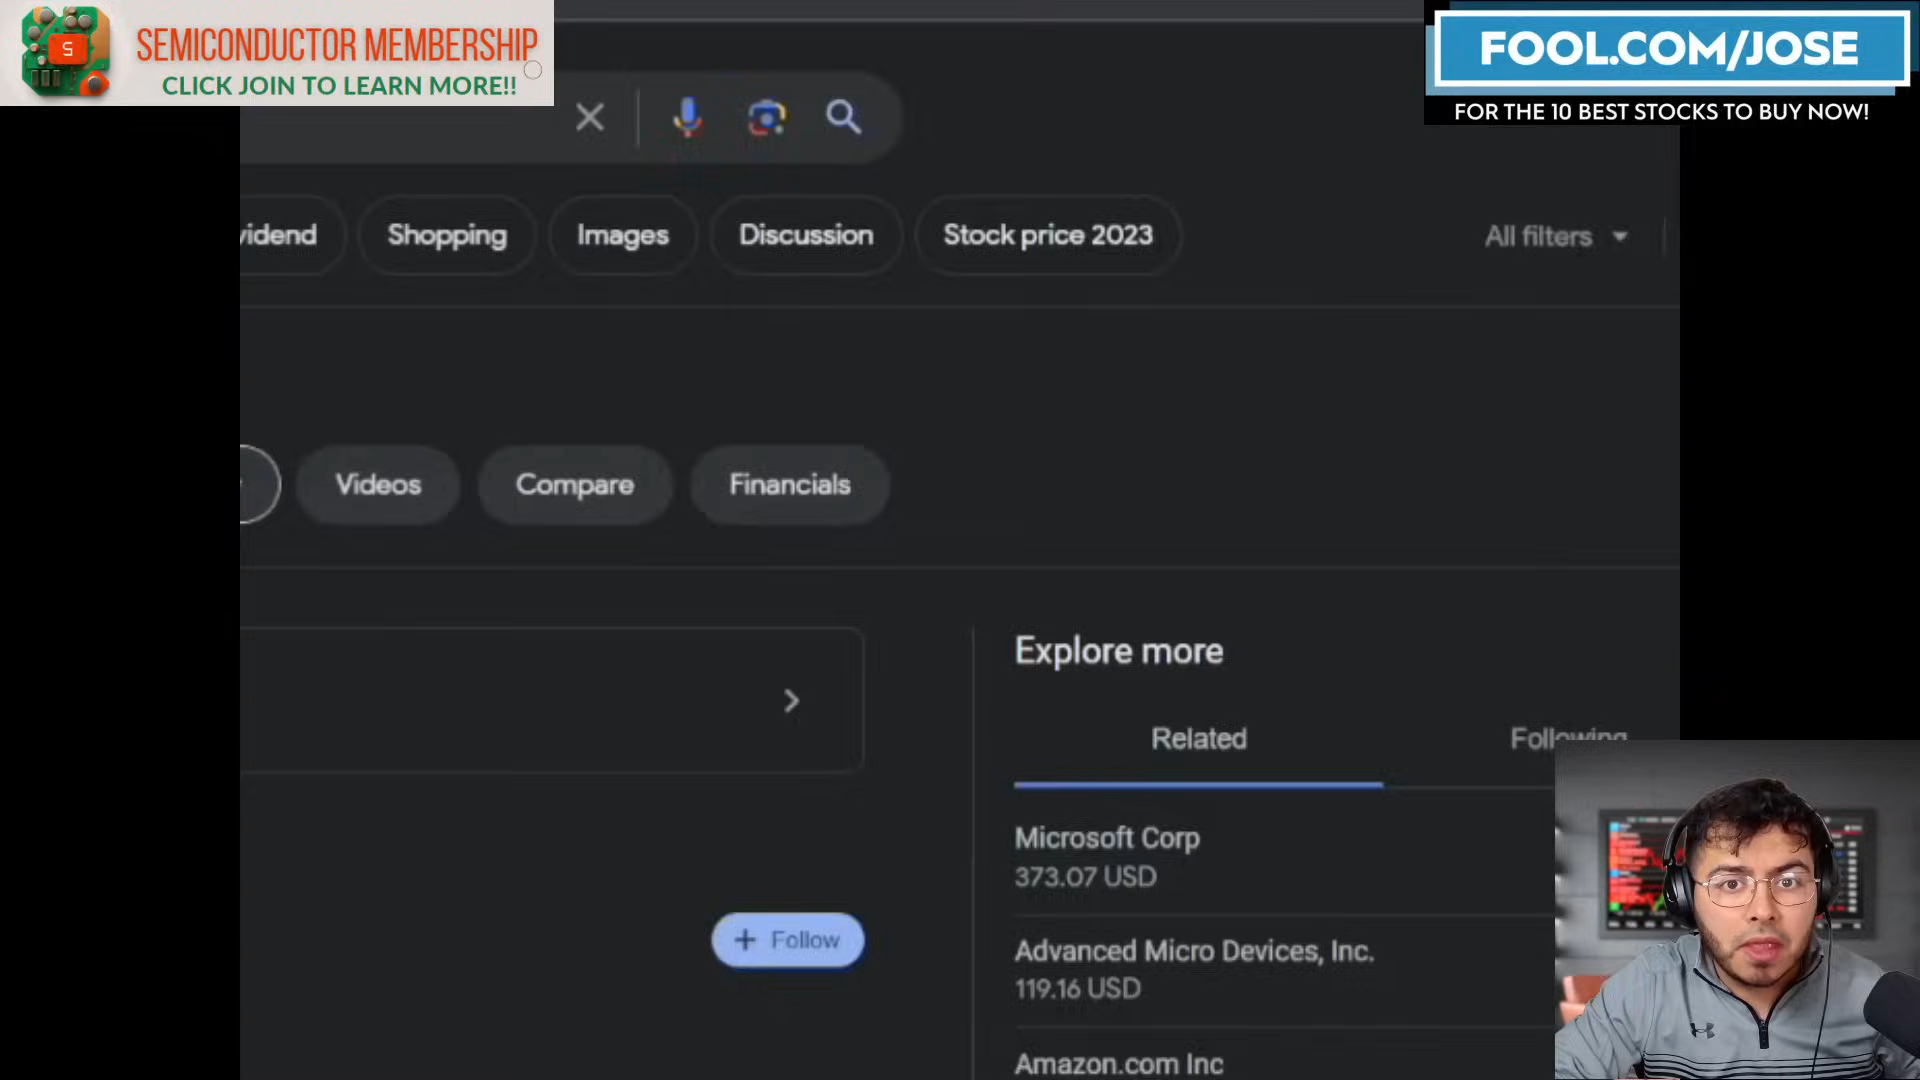 SEMICONDUCTOR MEMBERSHIP
CLICK JOIN TO LEARN MORE!!
FOOL.COM/JOSE
FOR THE 10 BEST STOCKS TO BUY NOW!
vidend
Shopping
Images
Discussion
Stock price 2023
All filters
Videos
Compare
Financials
Explore more
Related
Following
Microsoft Corp
373.07 USD
+ Follow
Advanced Micro Devices, Inc.
119.16 USD
Amazon.com Inc